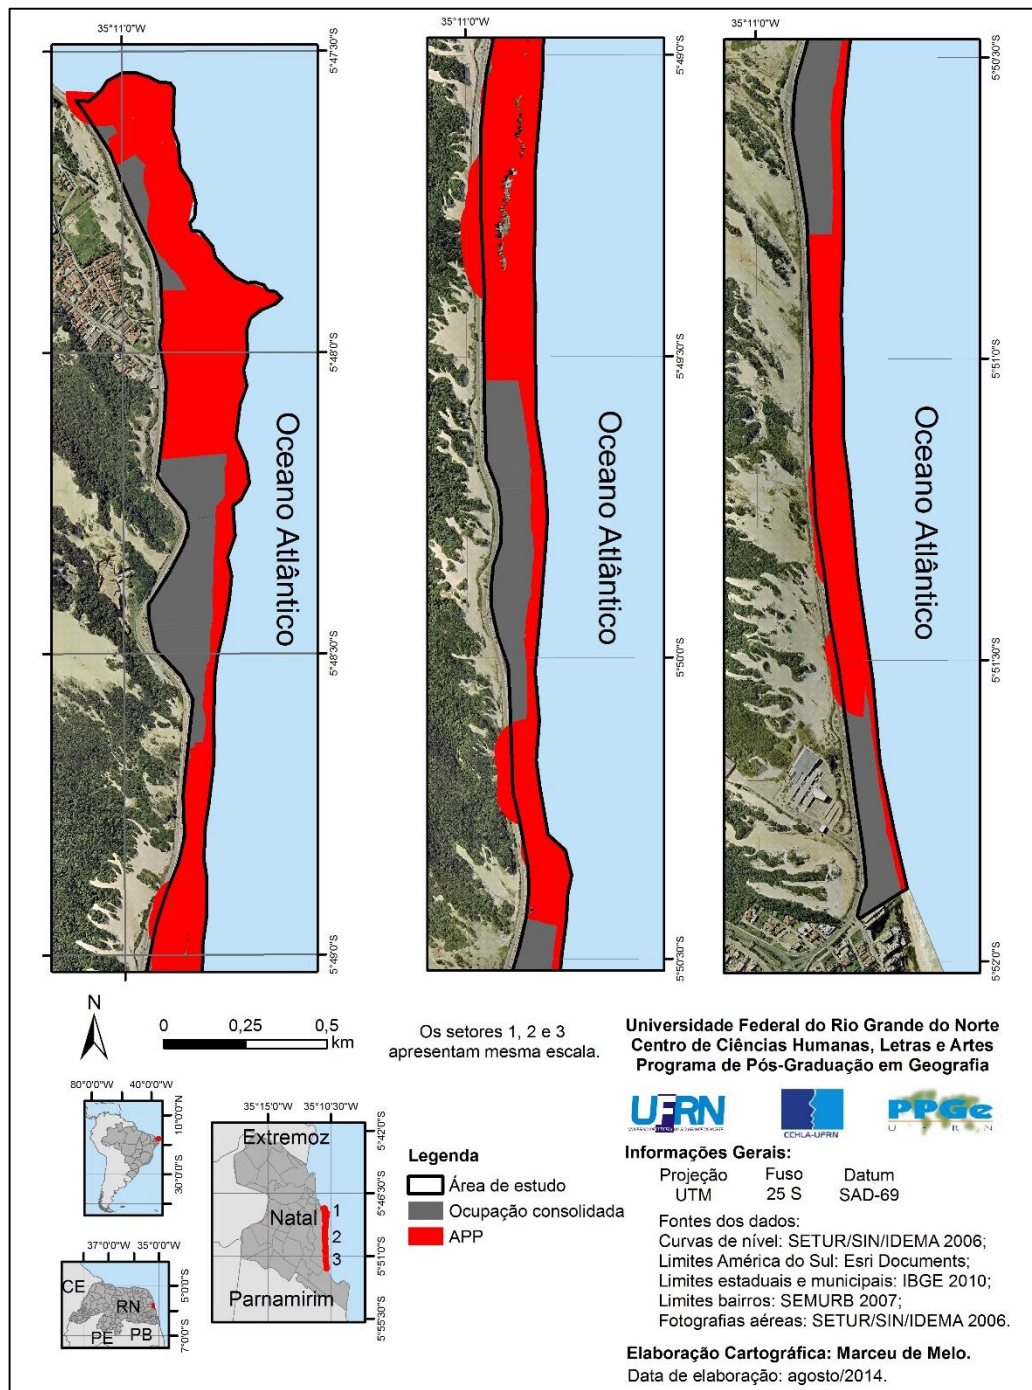 35°11'0"W
5°47'30"S
5°48'0"S
5°48'30"S
5°49'0"S
Oceano Atlântico
35°11'0"W
5°49'0"S
5°49'30"S
5°50'0"S
5°50'30"S
Oceano Atlântico
35°11'0"W
5°50'30"S
5°51'0"S
5°51'30"S
5°52'0"S
Oceano Atlântico
N
0 0,25 0,5
km
Os setores 1, 2 e 3
apresentam mesma escala.
80°0'0"W 40°0'0"W
10°0'0"N
30°0'0"S
37°0'0"W 35°0'0"W
5°0'0"S
7°0'0"S
CE
RN
PE PB
35°15'0"W 35°10'30"W
5°42'0"S
5°46'30"S
5°51'0"S
5°55'30"S
Extremoz
Natal
1
2
3
Parnamirim
Legenda
Área de estudo
Ocupação consolidada
APP
Universidade Federal do Rio Grande do Norte
Centro de Ciências Humanas, Letras e Artes
Programa de Pós-Graduação em Geografia
UFRN
CCHLA-UFRN
PPGe
UFRN
Informações Gerais:
Projeção Fuso Datum
UTM 25 S SAD-69
Fontes dos dados:
Curvas de nível: SETUR/SIN/IDEMA 2006;
Limites América do Sul: Esri Documents;
Limites estaduais e municipais: IBGE 2010;
Limites bairros: SEMURB 2007;
Fotografias aéreas: SETUR/SIN/IDEMA 2006.
Elaboração Cartográfica: Marceu de Melo.
Data de elaboração: agosto/2014.